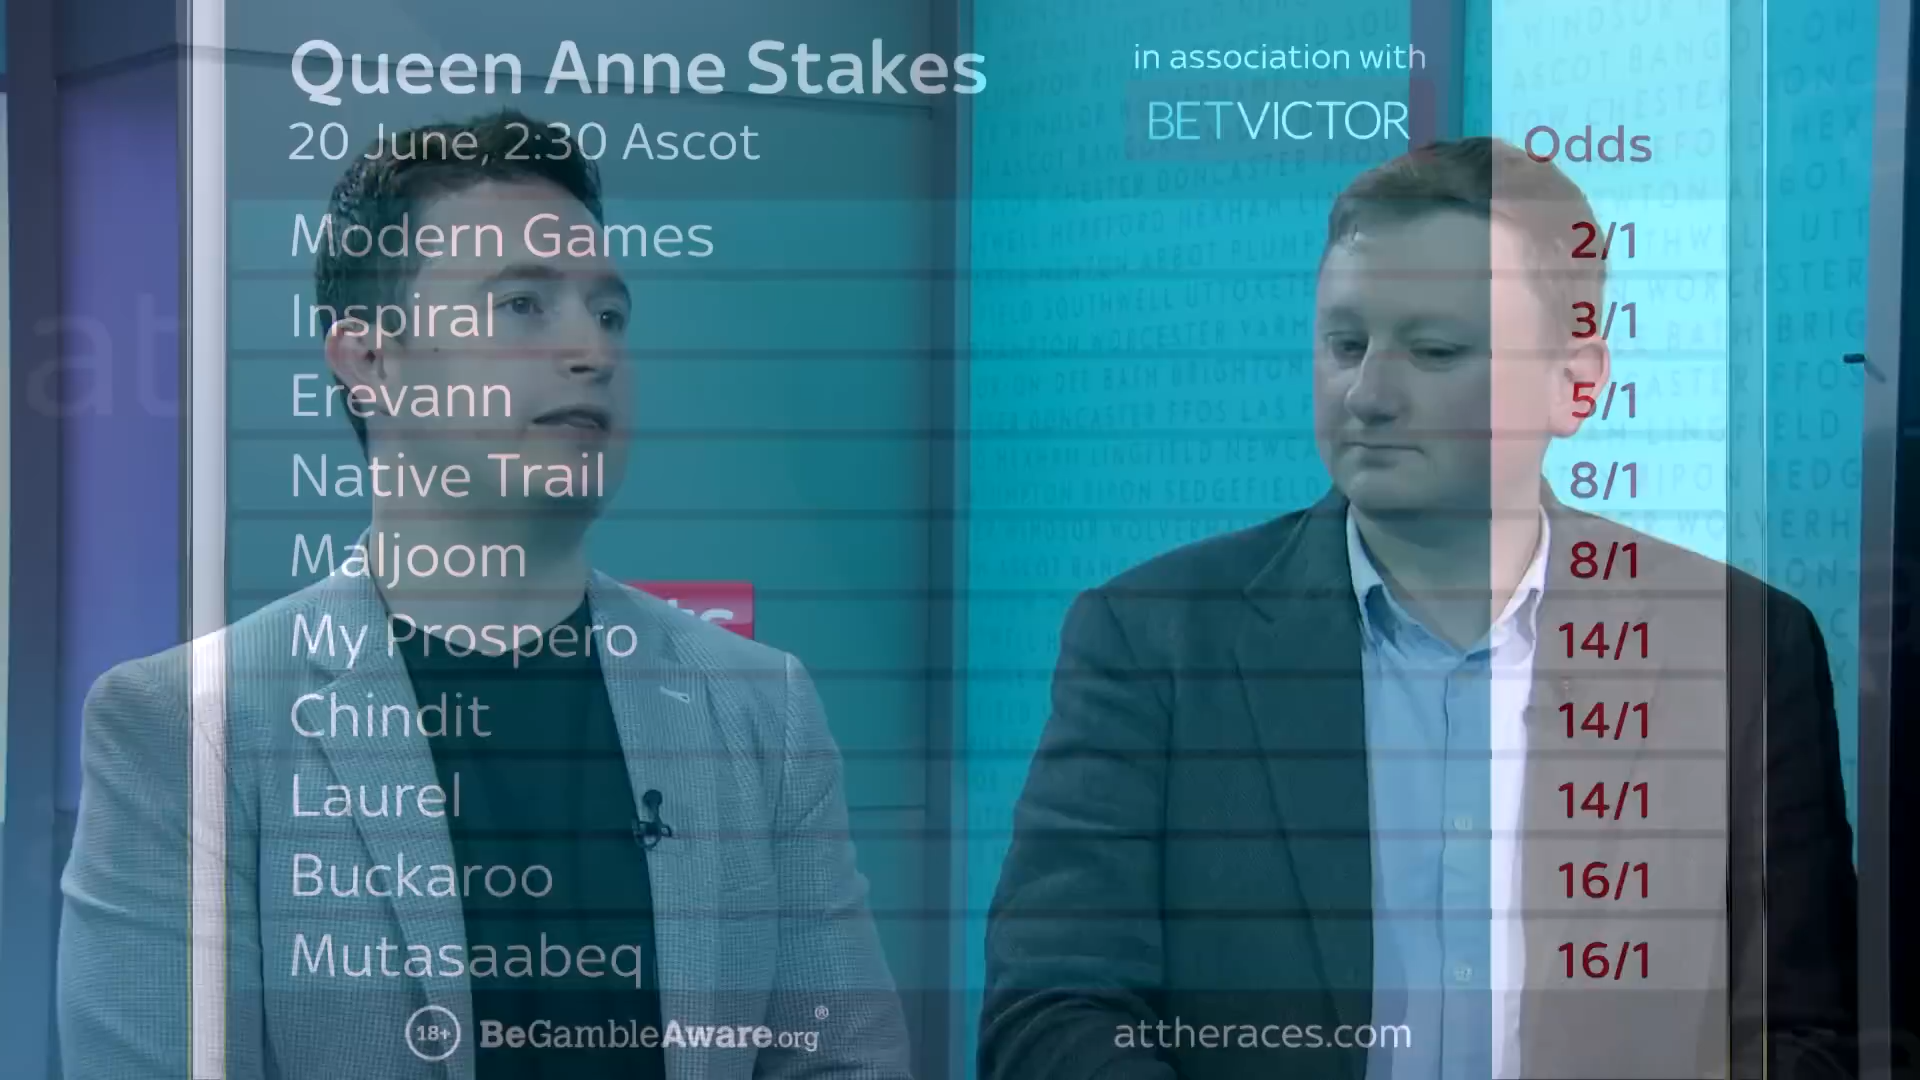 Queen Anne Stakes
20 June, 2:30 Ascot
in association with
BETVICTOR
Odds
Modern Games 2/1
Inspiral 3/1
Erevann 5/1
Native Trail 8/1
Maljoom 8/1
My Prospero 14/1
Chindit 14/1
Laurel 14/1
Buckaroo 16/1
Mutasaabeq 16/1
18+ BeGambleAware.org®
attheraces.com
at